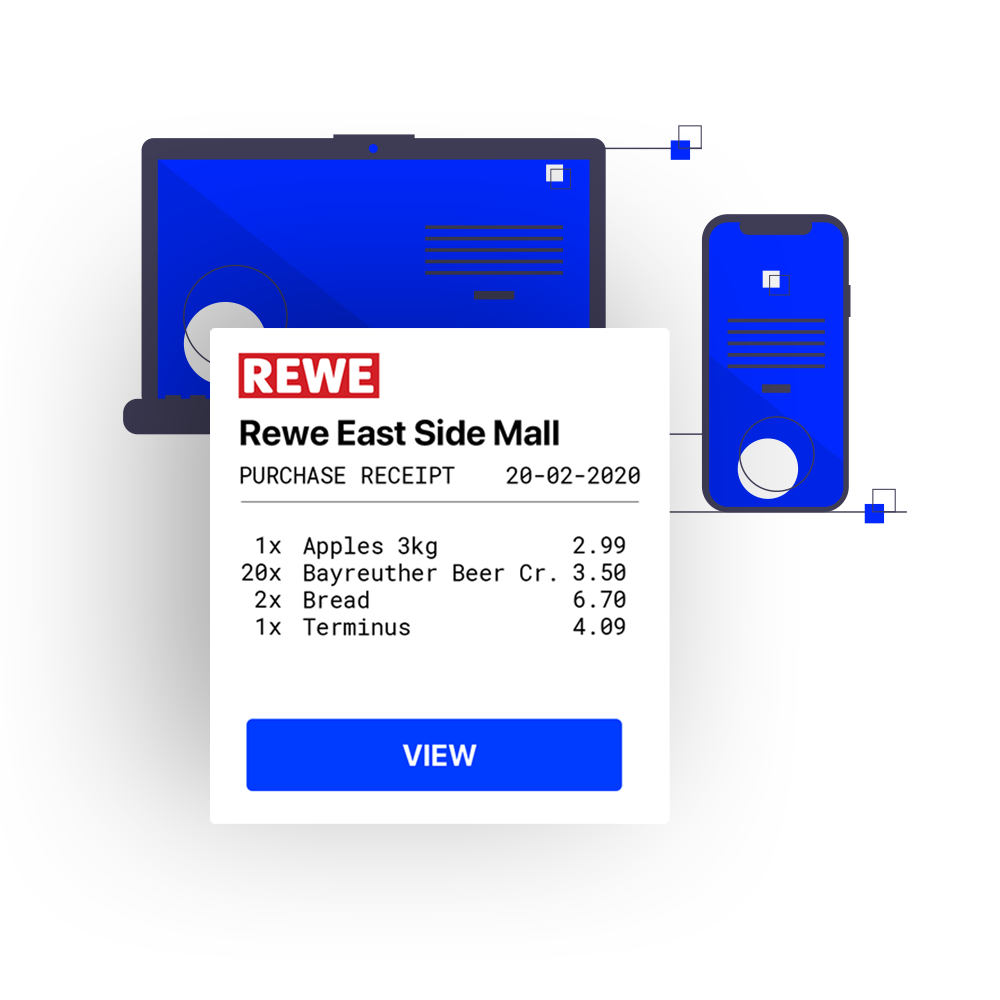 REWE
Rewe East Side Mall
PURCHASE RECEIPT 20-02-2020
1x Apples 3kg 2.99
20x Bayreuther Beer Cr. 3.50
2x Bread 6.70
1x Terminus 4.09
VIEW